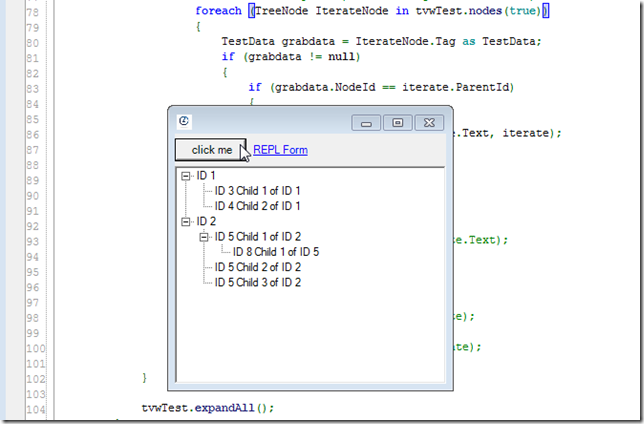 78
foreach (TreeNode IterateNode in tvwTest.nodes(true))
79
{
80
TestData grabdata = IterateNode.Tag as TestData;
81
if (grabdata != null)
82
{
83
if (grabdata.NodeId == iterate.ParentId)
84
{
85
86
e.Text, iterate);
87
click me
REPL Form
88
ID 1
89
90
ID 3 Child 1 of ID 1
91
ID 4 Child 2 of ID 1
92
ID 2
93
ID 5 Child 1 of ID 2
te.Text);
94
ID 8 Child 1 of ID 5
95
ID 5 Child 2 of ID 2
96
ID 5 Child 3 of ID 2
97
98
te);
99
100
ate);
101
102
}
103
104
tvwTest.expandAll();